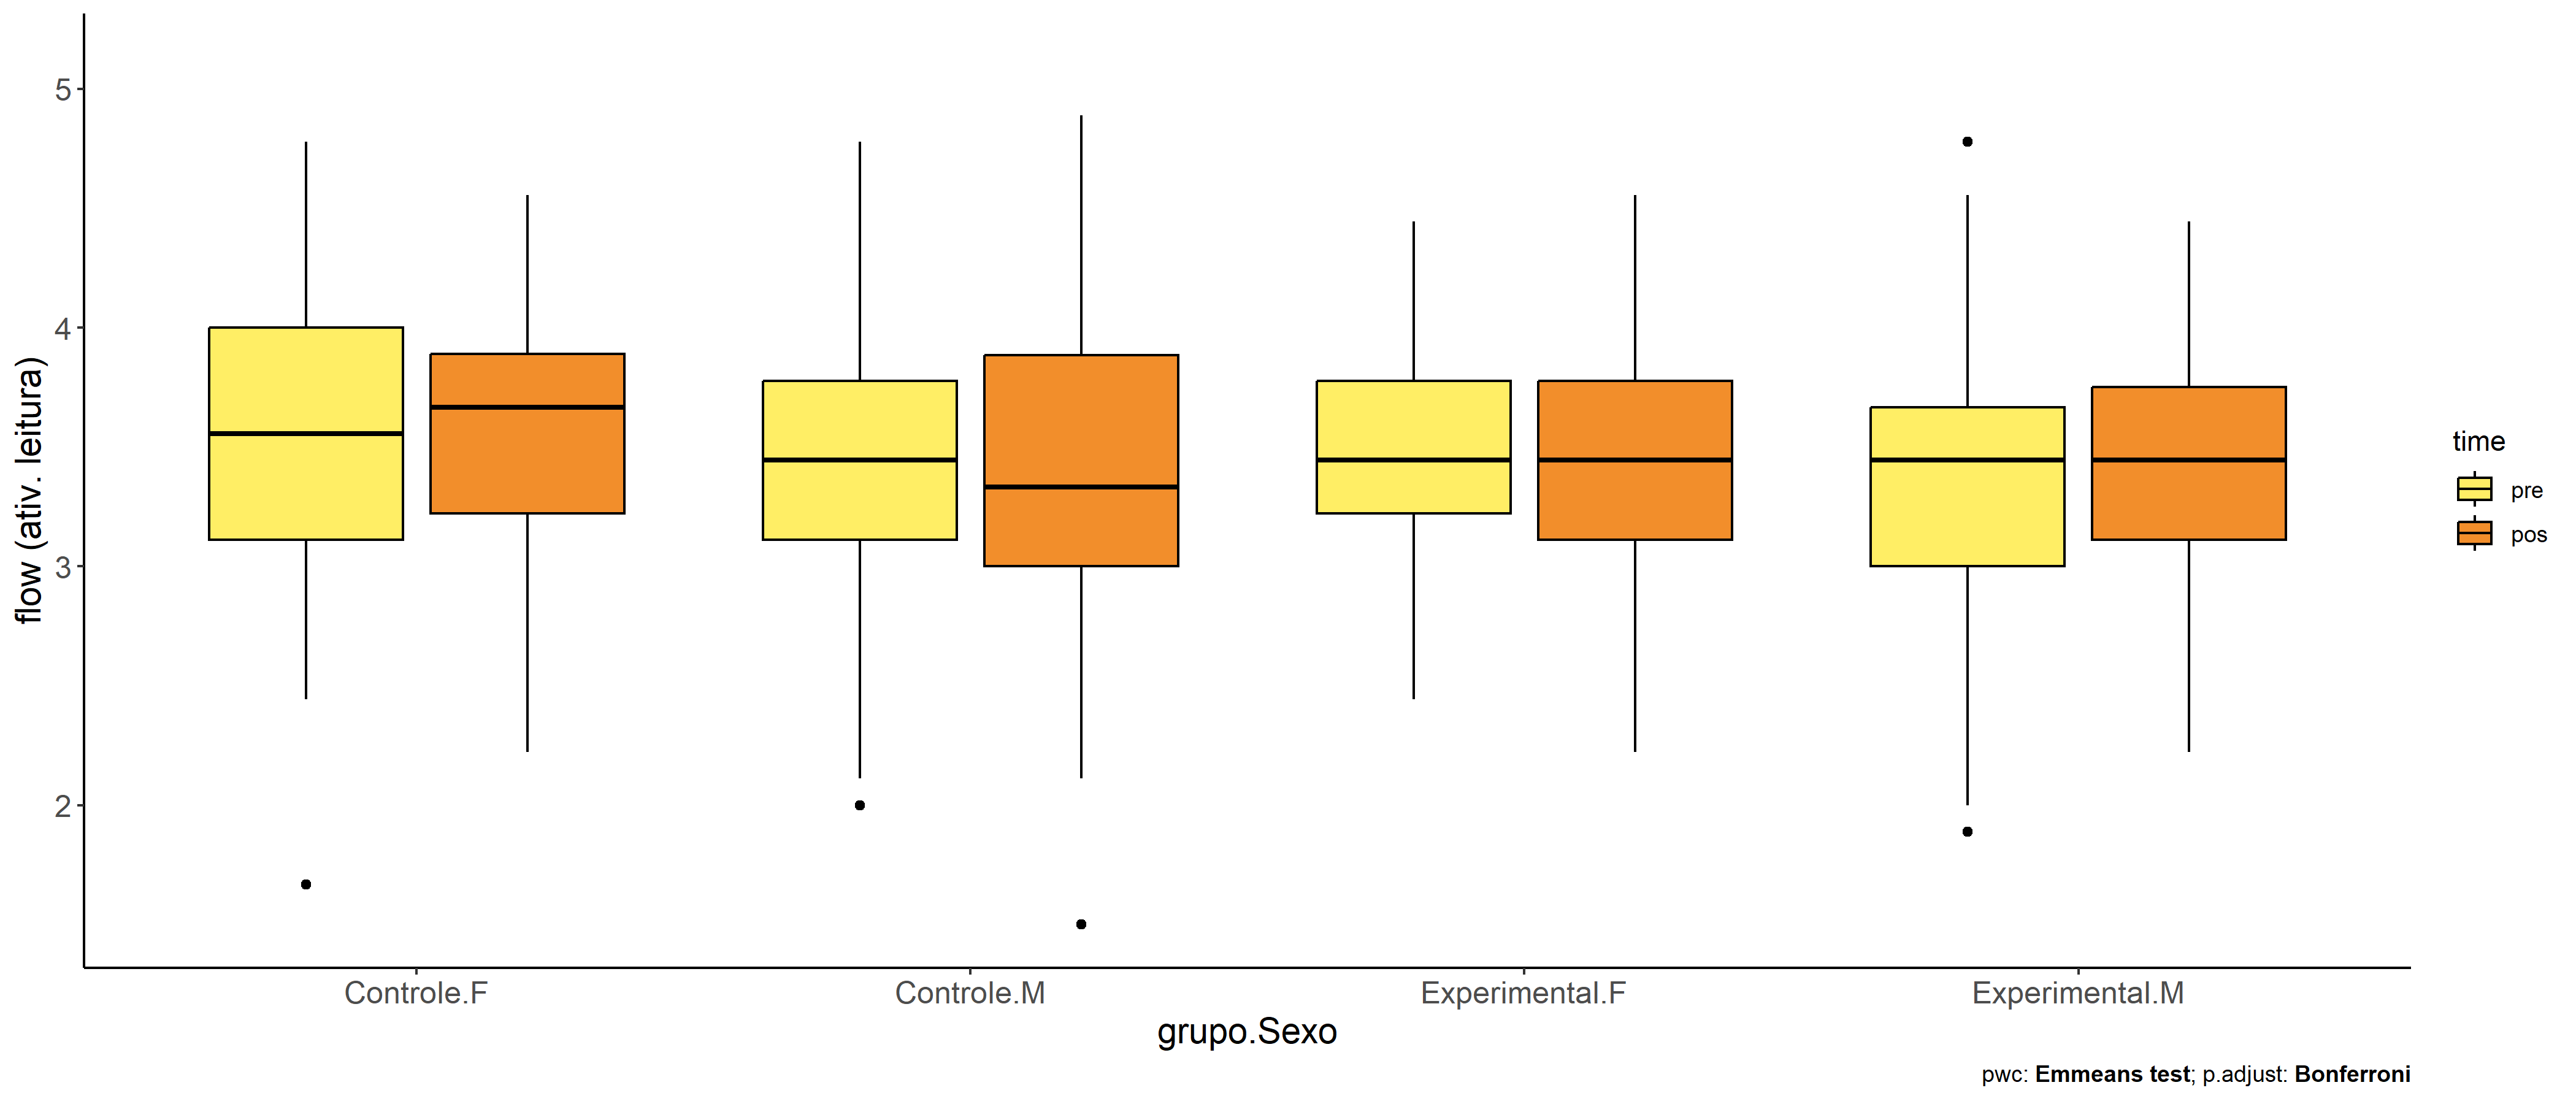 flow (ativ. leitura)
5
4
3
2
Controle.F
Controle.M
Experimental.F
Experimental.M
grupo.Sexo
time
pre
pos
pwc: Emmeans test; p.adjust: Bonferroni